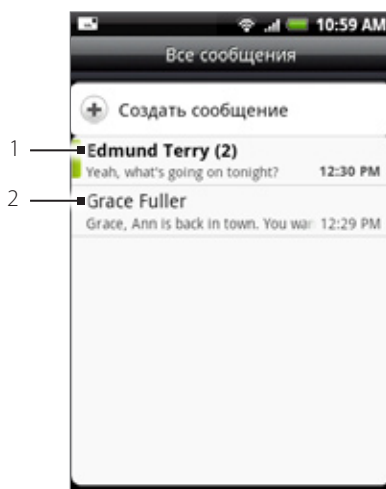 10:59 AM
Все сообщения
Создать сообщение
1
Edmund Terry (2)
Yeah, what's going on tonight? 12:30 PM
2
Grace Fuller
Grace, Ann is back in town. You 12:29 PM